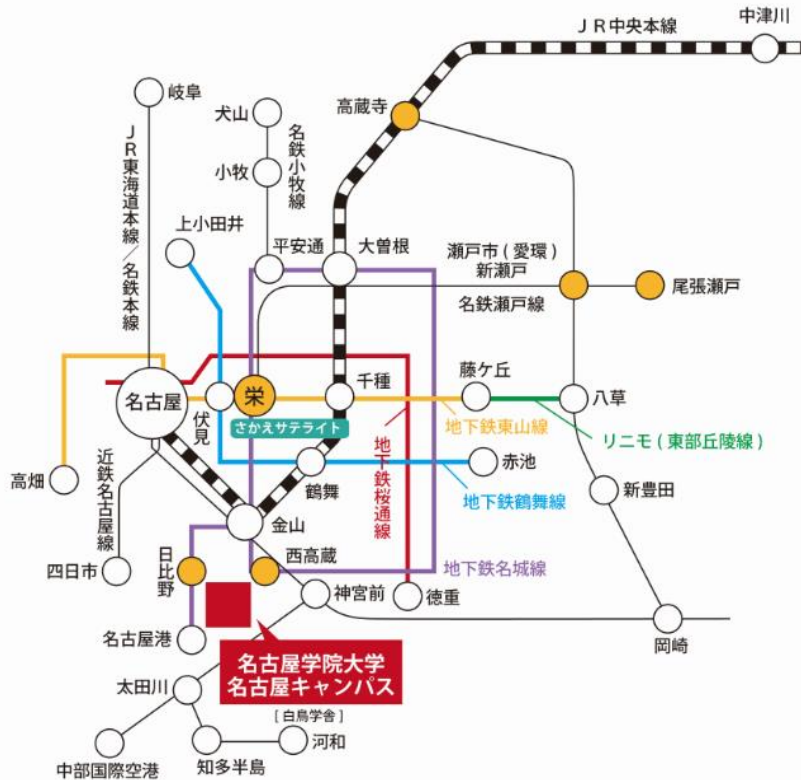 中津川
JR中央本線
高蔵寺
岐阜
犬山
名鉄小牧線
小牧
JR東海道本線／名鉄本線
上小田井
平安通
大曽根
瀬戸市(愛環)
新瀬戸
尾張瀬戸
名鉄瀬戸線
名古屋
伏見
栄
さかえサテライト
千種
藤ケ丘
八草
地下鉄東山線
リニモ(東部丘陵線)
高畑
近鉄名古屋線
鶴舞
地下鉄桜通線
赤池
地下鉄鶴舞線
新豊田
金山
四日市
日比野
西高蔵
地下鉄名城線
神宮前
徳重
名古屋港
岡崎
名古屋学院大学
名古屋キャンパス
[白鳥学舎]
太田川
中部国際空港
知多半島
河和